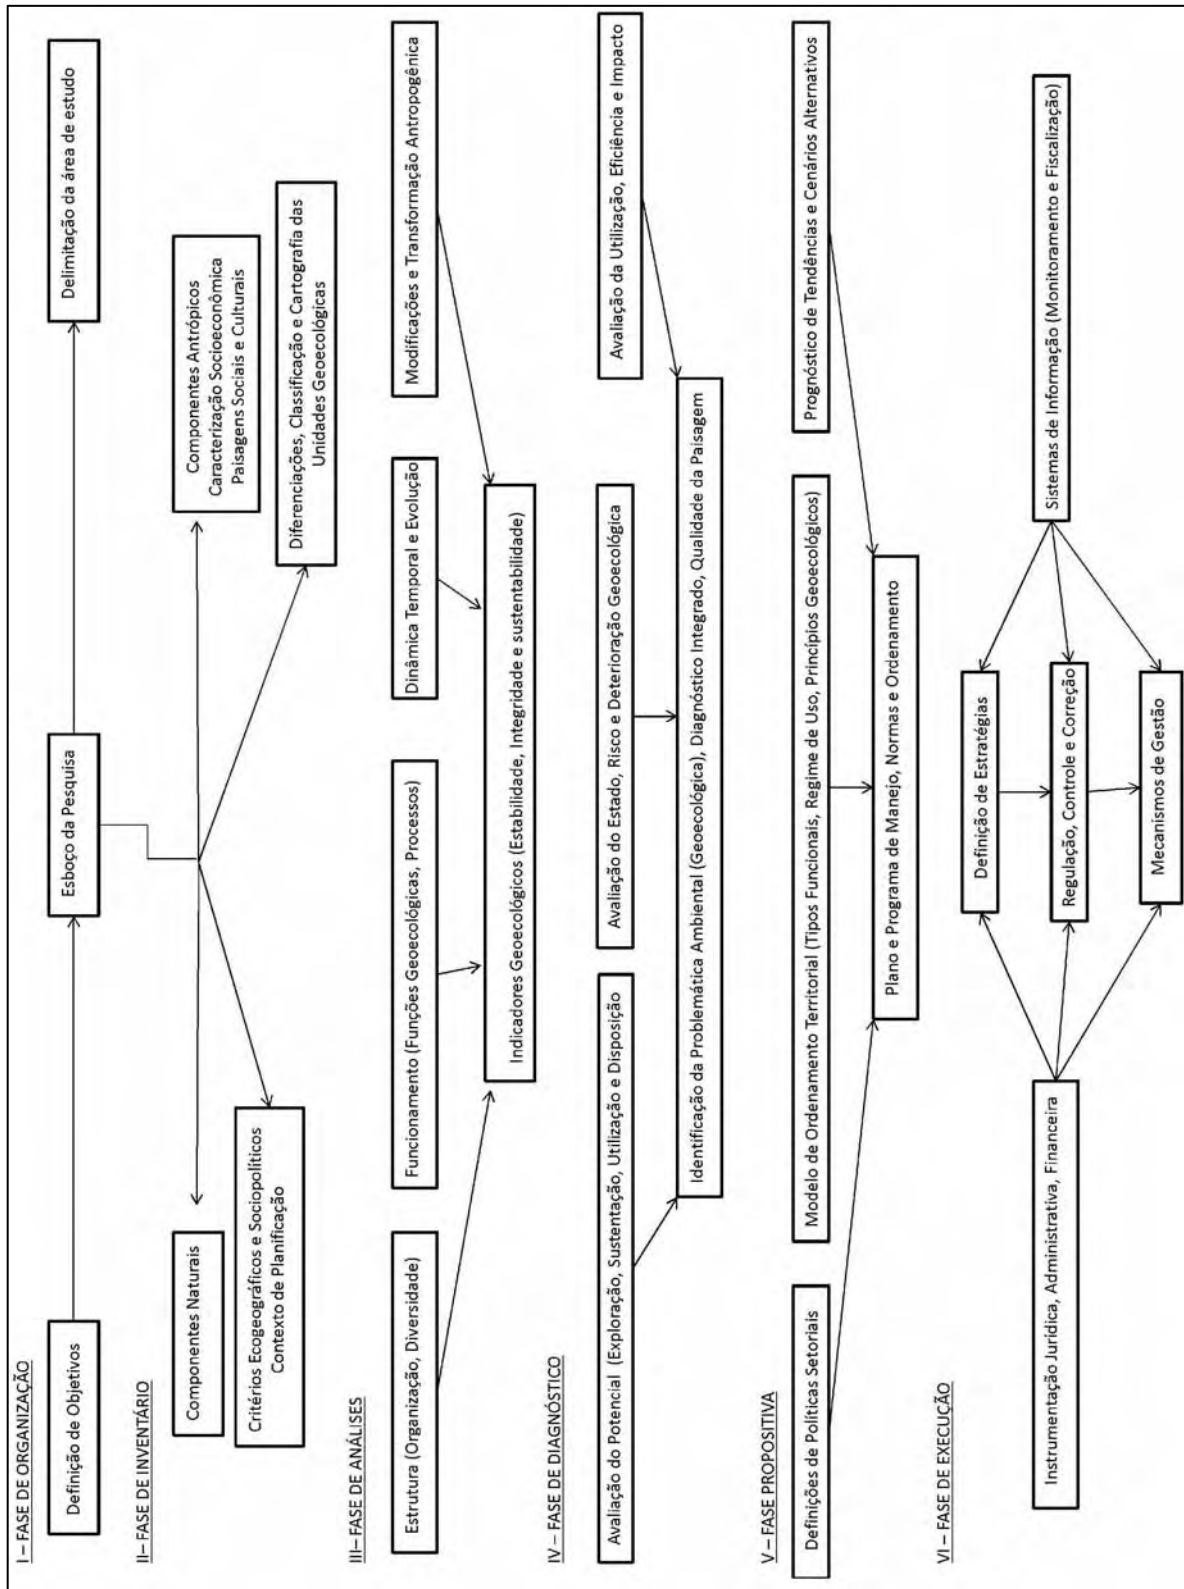 I – FASE DE ORGANIZAÇÃO
Definição de Objetivos
Esboço da Pesquisa
Delimitação da área de estudo
II– FASE DE INVENTÁRIO
Componentes Naturais
Componentes Antrópicos
Caracterização Socioeconômica
Paisagens Sociais e Culturais
Critérios Ecogeográficos e Sociopolíticos
Contexto de Planificação
Diferenciações, Classificação e Cartografia das
Unidades Geoecológicas
III– FASE DE ANÁLISES
Estrutura (Organização, Diversidade)
Funcionamento (Funções Geoecológicas, Processos)
Dinâmica Temporal e Evolução
Modificações e Transformação Antropogênica
Indicadores Geoecológicos (Estabilidade, Integridade e sustentabilidade)
IV – FASE DE DIAGNÓSTICO
Avaliação do Potencial (Exploração, Sustentação, Utilização e Disposição
Avaliação do Estado, Risco e Deterioração Geoecológica
Avaliação da Utilização, Eficiência e Impacto
Identificação da Problemática Ambiental (Geoecológica), Diagnóstico Integrado, Qualidade da Paisagem
V – FASE PROPOSITIVA
Definições de Políticas Setoriais
Modelo de Ordenamento Territorial (Tipos Funcionais, Regime de Uso, Princípios Geoecológicos)
Prognóstico de Tendências e Cenários Alternativos
Plano e Programa de Manejo, Normas e Ordenamento
VI – FASE DE EXECUÇÃO
Instrumentação Jurídica, Administrativa, Financeira
Definição de Estratégias
Regulação, Controle e Correção
Mecanismos de Gestão
Sistemas de Informação (Monitoramento e Fiscalização)